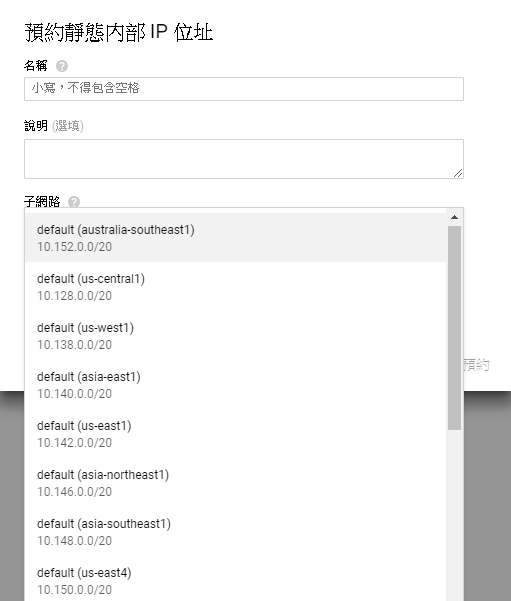 預約靜態內部 IP 位址
名稱
小寫，不得包含空格
說明 (選填)
子網路
default (australia-southeast1)
10.152.0.0/20
default (us-central1)
10.128.0.0/20
default (us-west1)
10.138.0.0/20
預約
default (asia-east1)
10.140.0.0/20
default (us-east1)
10.142.0.0/20
default (asia-northeast1)
10.146.0.0/20
default (asia-southeast1)
10.148.0.0/20
default (us-east4)
10.150.0.0/20